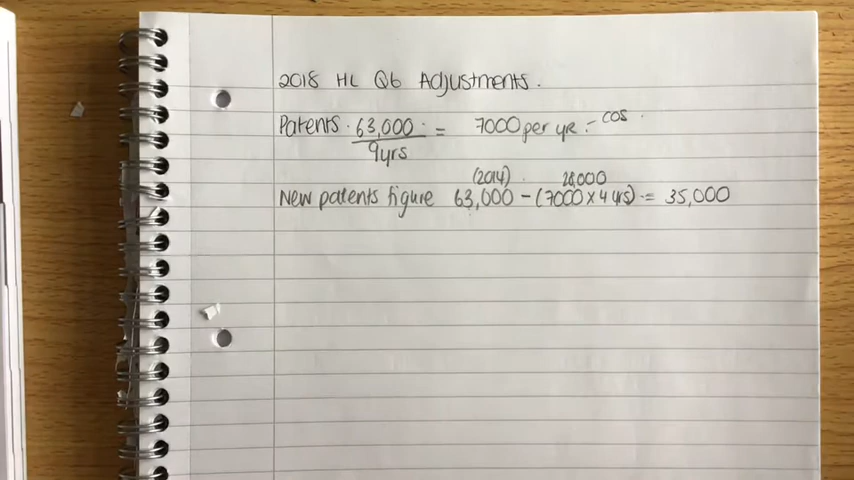 2018 HL Q6 Adjustments.
Patents. 63,000 = 7000 per yr. - COS
9yrs
(2014) 28,000
New patents figure 63,000 - (7000 x 4 yrs) = 35,000